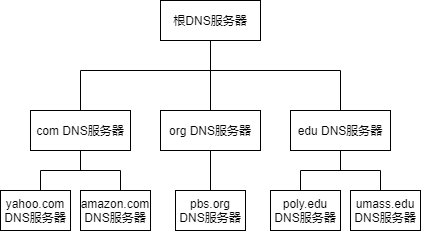 根DNS服务器
com DNS服务器
org DNS服务器
edu DNS服务器
yahoo.com
DNS服务器
amazon.com
DNS服务器
pbs.org
DNS服务器
poly.edu
DNS服务器
umass.edu
DNS服务器